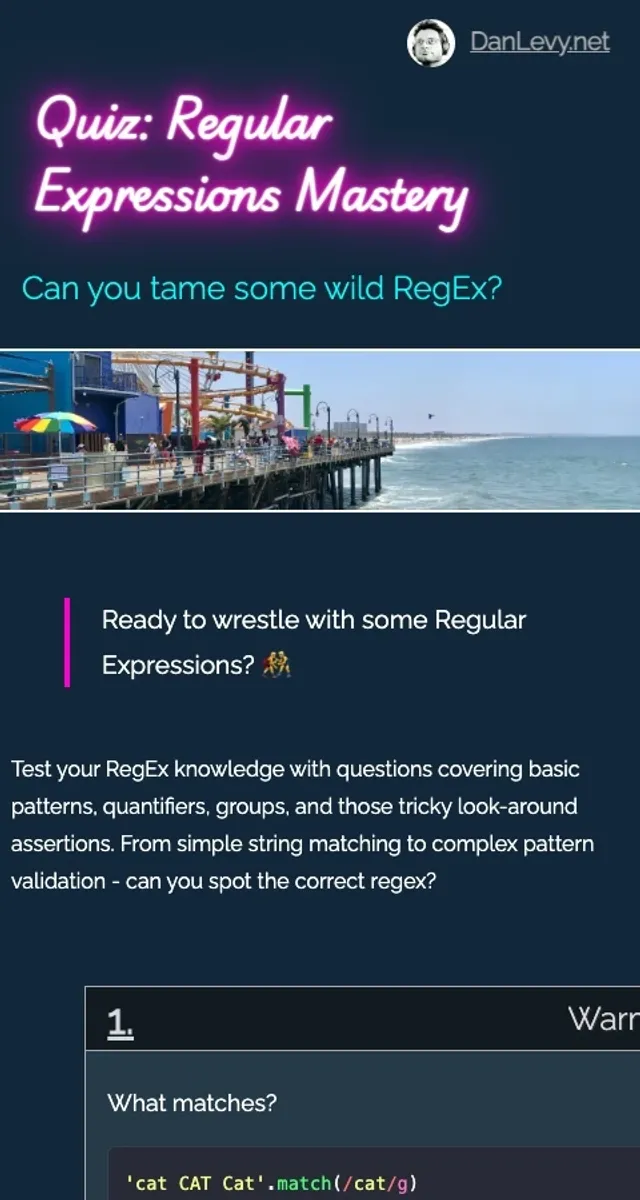 DanLevy.net
Quiz: Regular
Expressions Mastery
Can you tame some wild RegEx?
Ready to wrestle with some Regular
Expressions? 🤼
Test your RegEx knowledge with questions covering basic
patterns, quantifiers, groups, and those tricky look-around
assertions. From simple string matching to complex pattern
validation - can you spot the correct regex?
1.
What matches?
'cat CAT Cat'.match(/cat/g)